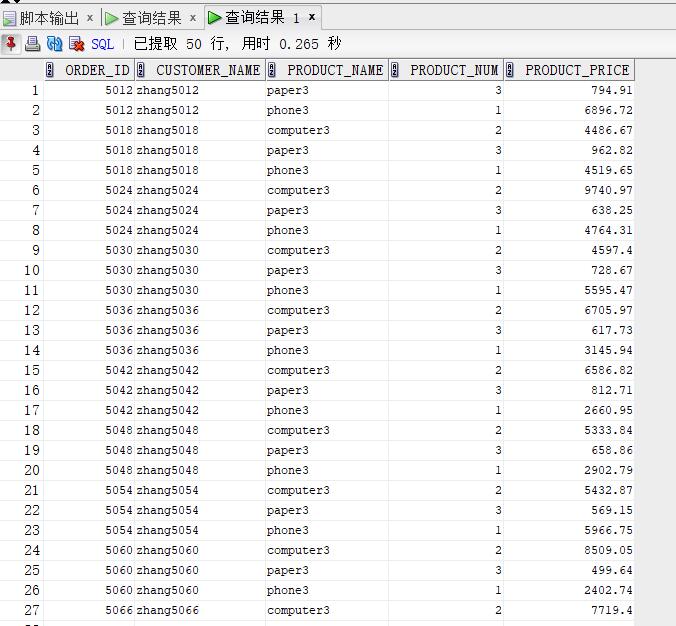 脚本输出 × 查询结果 × 查询结果 1 ×
SQL | 已提取 50 行, 用时 0.265 秒
ORDER_ID CUSTOMER_NAME PRODUCT_NAME PRODUCT_NUM PRODUCT_PRICE
1 5012 zhang5012 paper3 3 794.91
2 5012 zhang5012 phone3 1 6896.72
3 5018 zhang5018 computer3 2 4486.67
4 5018 zhang5018 paper3 3 962.82
5 5018 zhang5018 phone3 1 4519.65
6 5024 zhang5024 computer3 2 9740.97
7 5024 zhang5024 paper3 3 638.25
8 5024 zhang5024 phone3 1 4764.31
9 5030 zhang5030 computer3 2 4597.4
10 5030 zhang5030 paper3 3 728.67
11 5030 zhang5030 phone3 1 5595.47
12 5036 zhang5036 computer3 2 6705.97
13 5036 zhang5036 paper3 3 617.73
14 5036 zhang5036 phone3 1 3145.94
15 5042 zhang5042 computer3 2 6586.82
16 5042 zhang5042 paper3 3 812.71
17 5042 zhang5042 phone3 1 2660.95
18 5048 zhang5048 computer3 2 5333.84
19 5048 zhang5048 paper3 3 658.86
20 5048 zhang5048 phone3 1 2902.79
21 5054 zhang5054 computer3 2 5432.87
22 5054 zhang5054 paper3 3 569.15
23 5054 zhang5054 phone3 1 5966.75
24 5060 zhang5060 computer3 2 8509.05
25 5060 zhang5060 paper3 3 499.64
26 5060 zhang5060 phone3 1 2402.74
27 5066 zhang5066 computer3 2 7719.4